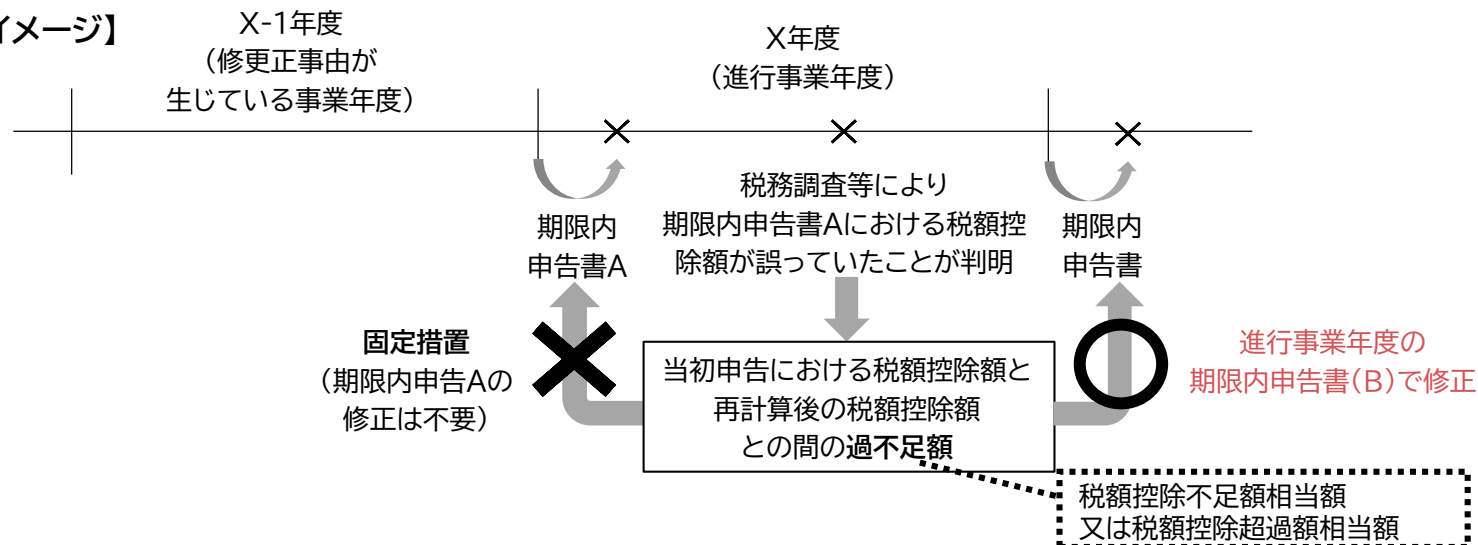 イメージ】
X-1年度
（修更正事由が
生じている事業年度）
X年度
（進行事業年度）
期限内
申告書A
税務調査等により
期限内申告書Aにおける税額控
除額が誤っていたことが判明
期限内
申告書
固定措置
（期限内申告Aの
修正は不要）
当初申告における税額控除額と
再計算後の税額控除額
との間の過不足額
進行事業年度の
期限内申告書(B)で修正
税額控除不足額相当額
又は税額控除超過額相当額